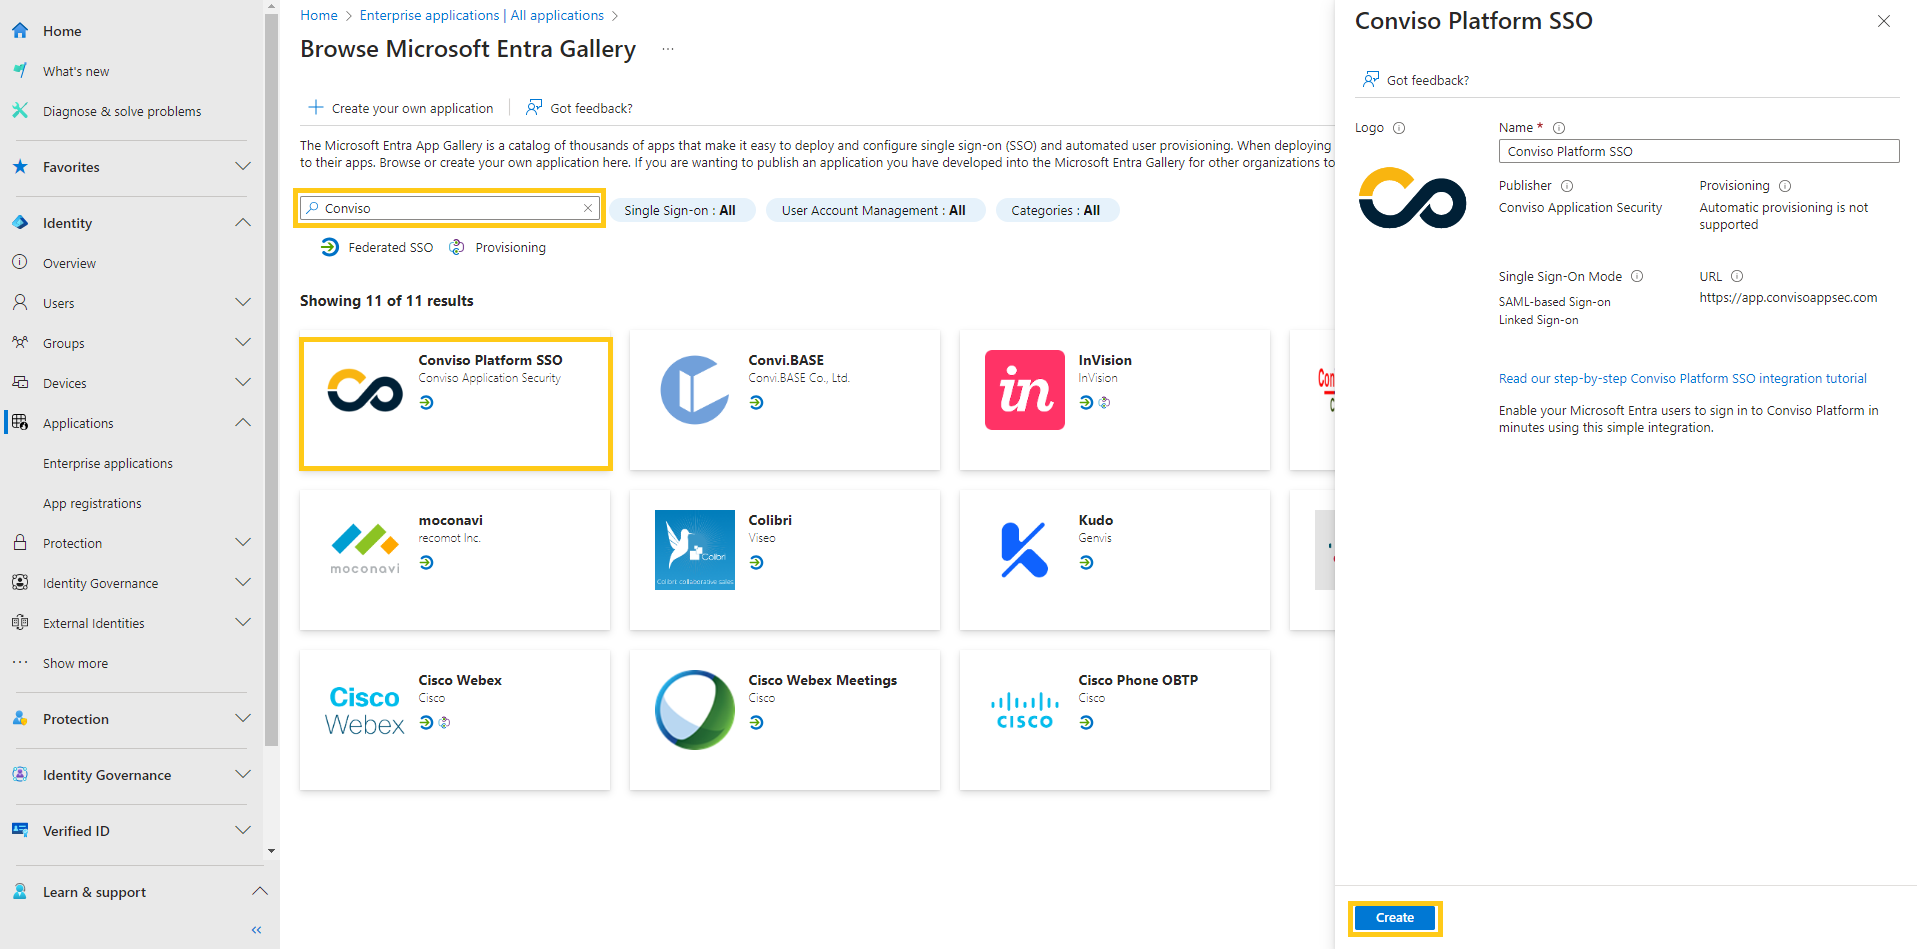 Home
What's new
Diagnose & solve problems
Favorites
Identity
Overview
Users
Groups
Devices
Applications
Enterprise applications
App registrations
Protection
Identity Governance
External Identities
Show more
Protection
Identity Governance
Verified ID
Learn & support
Home > Enterprise applications | All applications >
Browse Microsoft Entra Gallery ...
Create your own application
Got feedback?
The Microsoft Entra App Gallery is a catalog of thousands of apps that make it easy to deploy and configure single sign-on (SSO) and automated user provisioning. When deploying
to their apps. Browse or create your own application here. If you are wanting to publish an application you have developed into the Microsoft Entra Gallery for other organizations to
Conviso
Single Sign-on : All
User Account Management : All
Categories : All
Federated SSO
Provisioning
Showing 11 of 11 results
Conviso Platform SSO
Conviso Application Security
Convi.BASE
Convi.BASE Co., Ltd.
in
InVision
InVision
Con
C
moconavi
moconavi
recomot Inc.
Colibri
Colibri: collaborative sales
Colibri
Viseo
Kudo
Genvis
Cisco
Webex
Cisco Webex
Cisco
Cisco Webex Meetings
Cisco
CISCO
Cisco Phone OBTP
Cisco
Conviso Platform SSO
Got feedback?
Logo
Name *
Conviso Platform SSO
Publisher
Conviso Application Security
Provisioning
Automatic provisioning is not
supported
Single Sign-On Mode
SAML-based Sign-on
Linked Sign-on
URL
https://app.convisoappsec.com
Read our step-by-step Conviso Platform SSO integration tutorial
Enable your Microsoft Entra users to sign in to Conviso Platform in
minutes using this simple integration.
Create